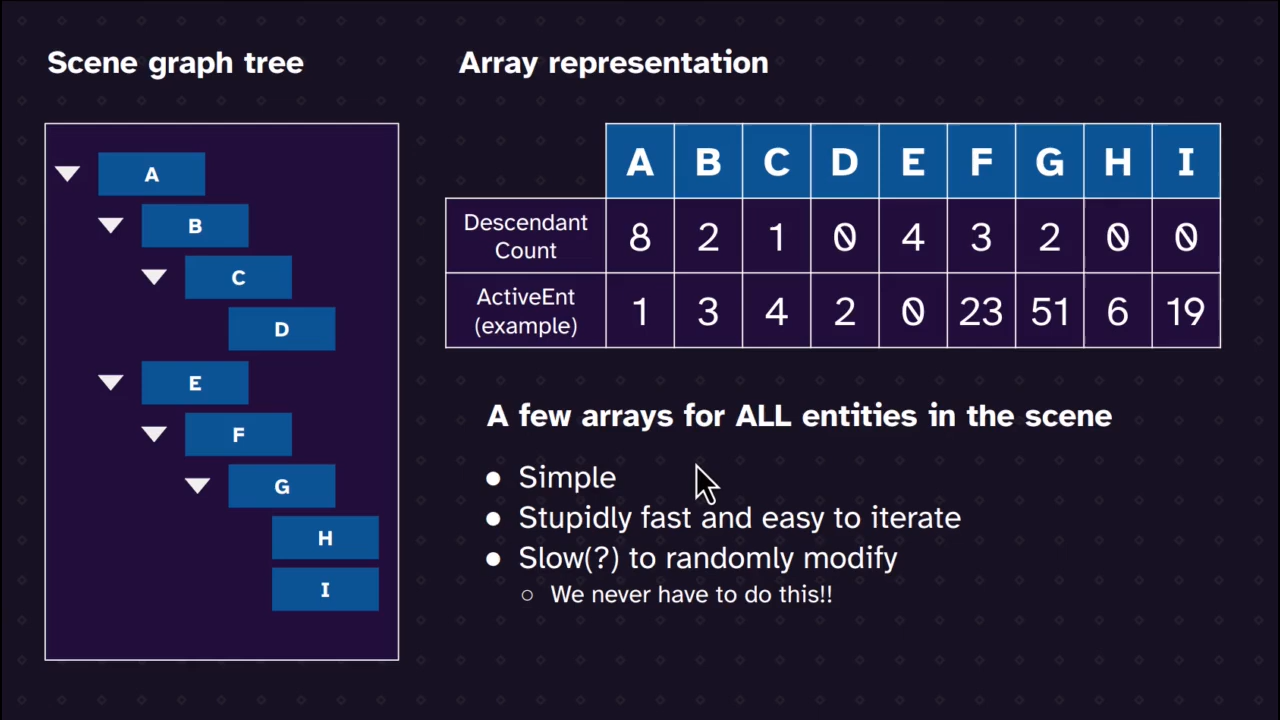 Scene graph tree
A
B
C
D
E
F
G
H
I
Array representation
A B C D E F G H I
Descendant
Count
8 2 1 0 4 3 2 0 0
ActiveEnt
(example)
1 3 4 2 0 23 51 6 19
A few arrays for ALL entities in the scene
● Simple
● Stupidly fast and easy to iterate
● Slow(?) to randomly modify
○ We never have to do this!!